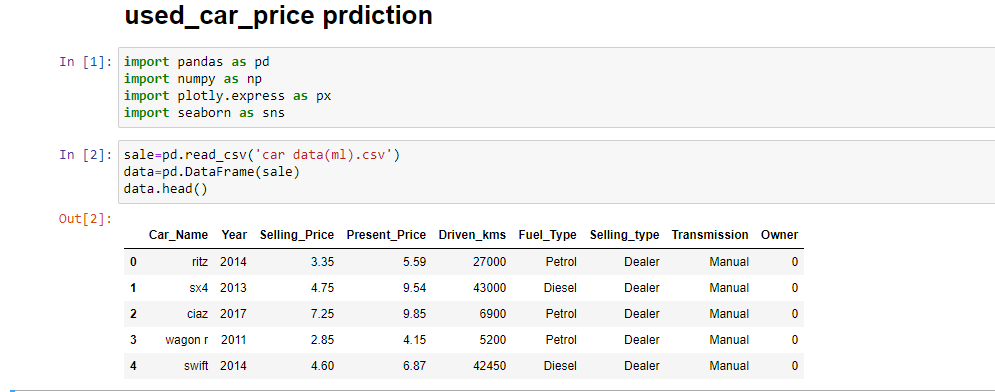 used_car_price prdiction
In [1]: import pandas as pd
import numpy as np
import plotly.express as px
import seaborn as sns
In [2]: sale=pd.read_csv('car data(ml).csv')
data=pd.DataFrame(sale)
data.head()
Out[2]:
Car_Name Year Selling_Price Present_Price Driven_kms Fuel_Type Selling_type Transmission Owner
0 ritz 2014 3.35 5.59 27000 Petrol Dealer Manual 0
1 sx4 2013 4.75 9.54 43000 Diesel Dealer Manual 0
2 ciaz 2017 7.25 9.85 6900 Petrol Dealer Manual 0
3 wagon r 2011 2.85 4.15 5200 Petrol Dealer Manual 0
4 swift 2014 4.60 6.87 42450 Diesel Dealer Manual 0